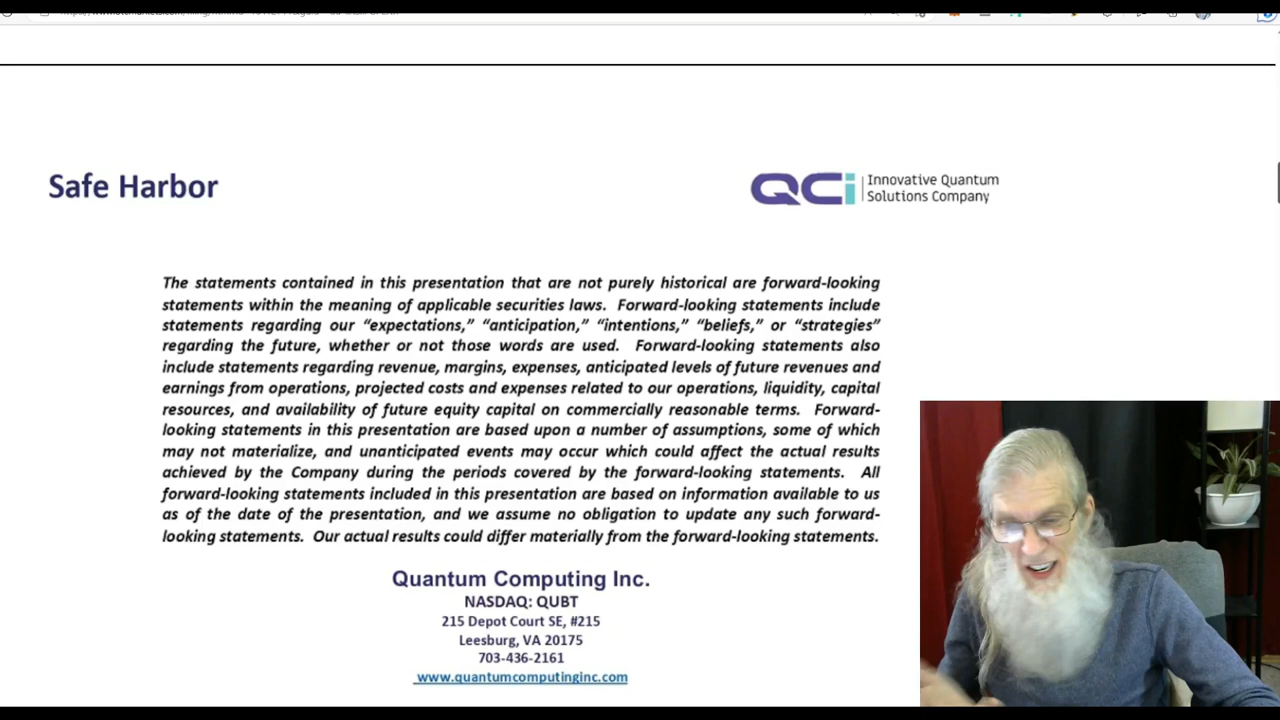 Safe Harbor
QCi
Innovative Quantum
Solutions Company
The statements contained in this presentation that are not purely historical are forward-looking
statements within the meaning of applicable securities laws. Forward-looking statements include
statements regarding our “expectations,” “anticipation,” “intentions,” “beliefs,” or “strategies”
regarding the future, whether or not those words are used. Forward-looking statements also
include statements regarding revenue, margins, expenses, anticipated levels of future revenues and
earnings from operations, projected costs and expenses related to our operations, liquidity, capital
resources, and availability of future equity capital on commercially reasonable terms. Forward-
looking statements in this presentation are based upon a number of assumptions, some of which
may not materialize, and unanticipated events may occur which could affect the actual results
achieved by the Company during the periods covered by the forward-looking statements. All
forward-looking statements included in this presentation are based on information available to us
as of the date of the presentation, and we assume no obligation to update any such forward-
looking statements. Our actual results could differ materially from the forward-looking statements.
Quantum Computing Inc.
NASDAQ: QUBT
215 Depot Court SE, #215
Leesburg, VA 20175
703-436-2161
www.quantumcomputinginc.com